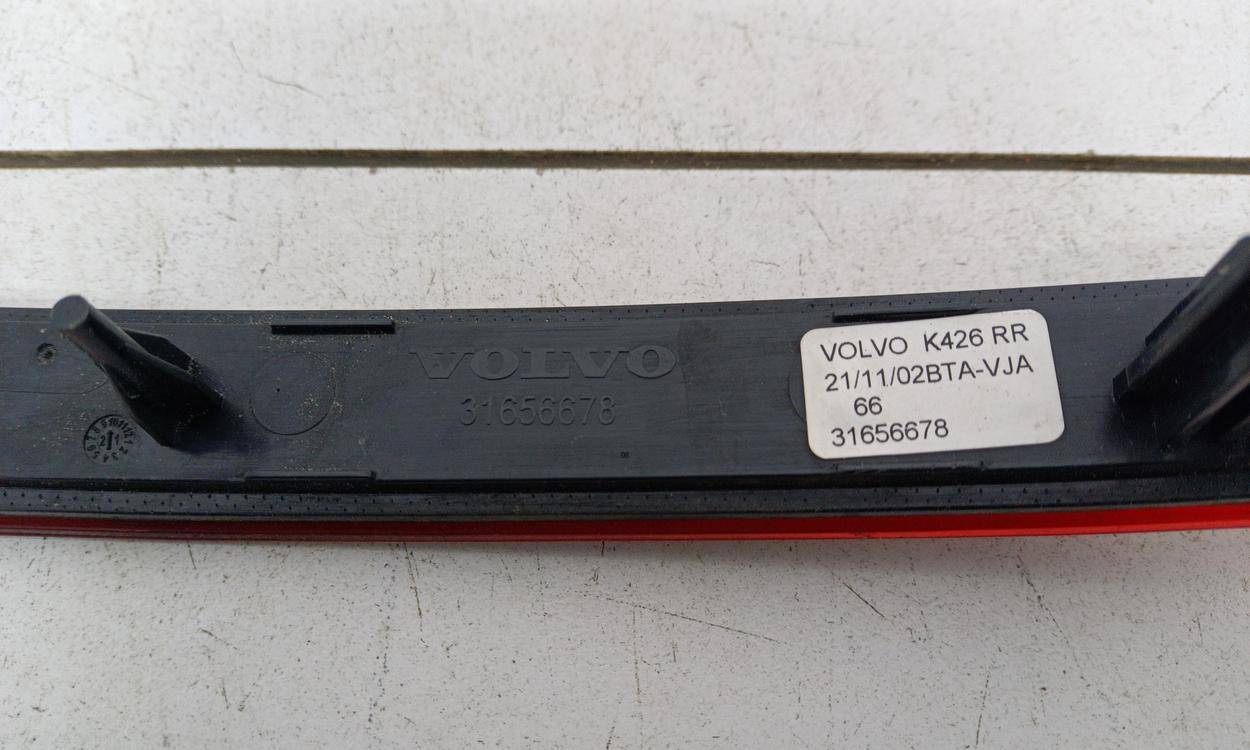 VOLVO
31656678
VOLVO K426 RR
21/11/02BTA-VJA
66
31656678